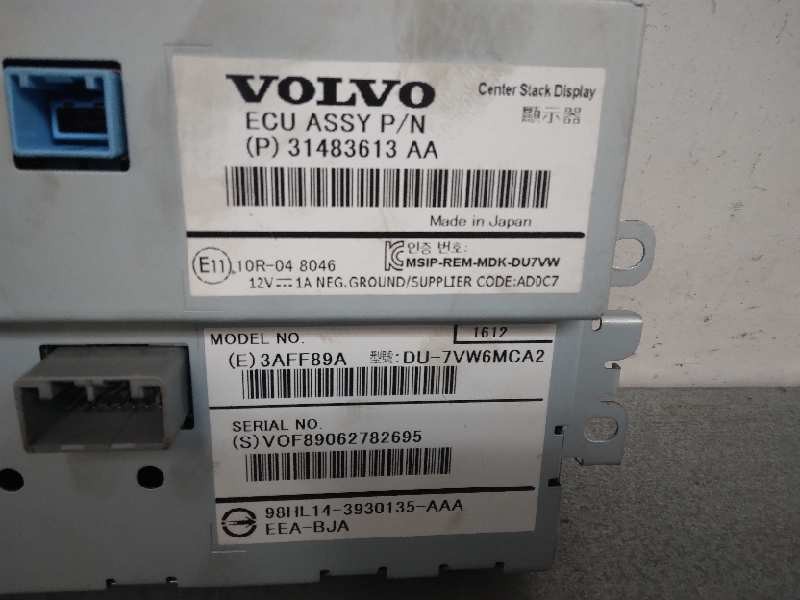 VOLVO
Center Stack Display
顯示器
ECU ASSY P/N
(P) 31483613 AA
Made in Japan
E11 10R-04 8046
인증 번호:
MSIP-REM-MDK-DU7VW
12V⎓1A NEG.GROUND/SUPPLIER CODE:AD0C7
MODEL NO.
1612
(E) 3AFF89A 型號:DU-7VW6MCA2
SERIAL NO.
(S)VOF89062782695
98HL14-3930135-AAA
EEA-BJA